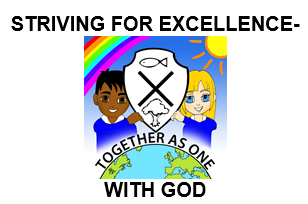 STRIVING FOR EXCELLENCE-
TOGETHER AS ONE
WITH GOD